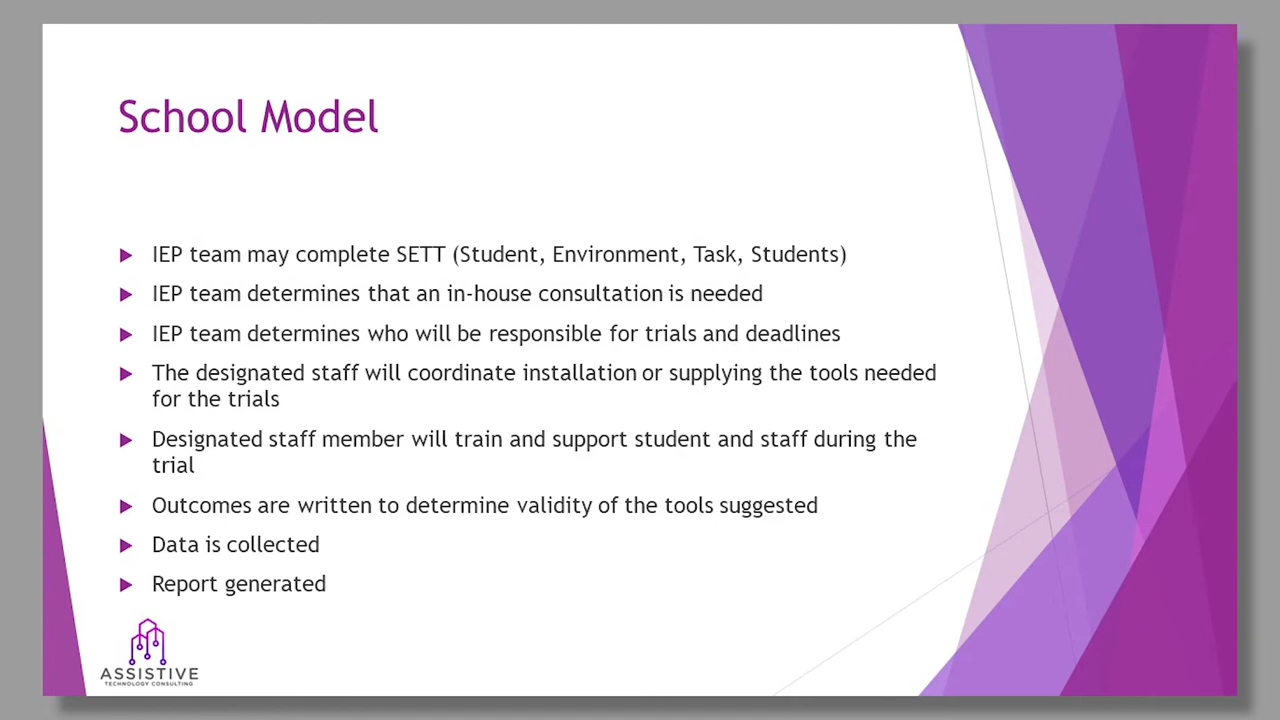 School Model
IEP team may complete SETT (Student, Environment, Task, Students)
IEP team determines that an in-house consultation is needed
IEP team determines who will be responsible for trials and deadlines
The designated staff will coordinate installation or supplying the tools needed
for the trials
Designated staff member will train and support student and staff during the
trial
Outcomes are written to determine validity of the tools suggested
Data is collected
Report generated
ASSISTIVE
TECHNOLOGY CONSULTING